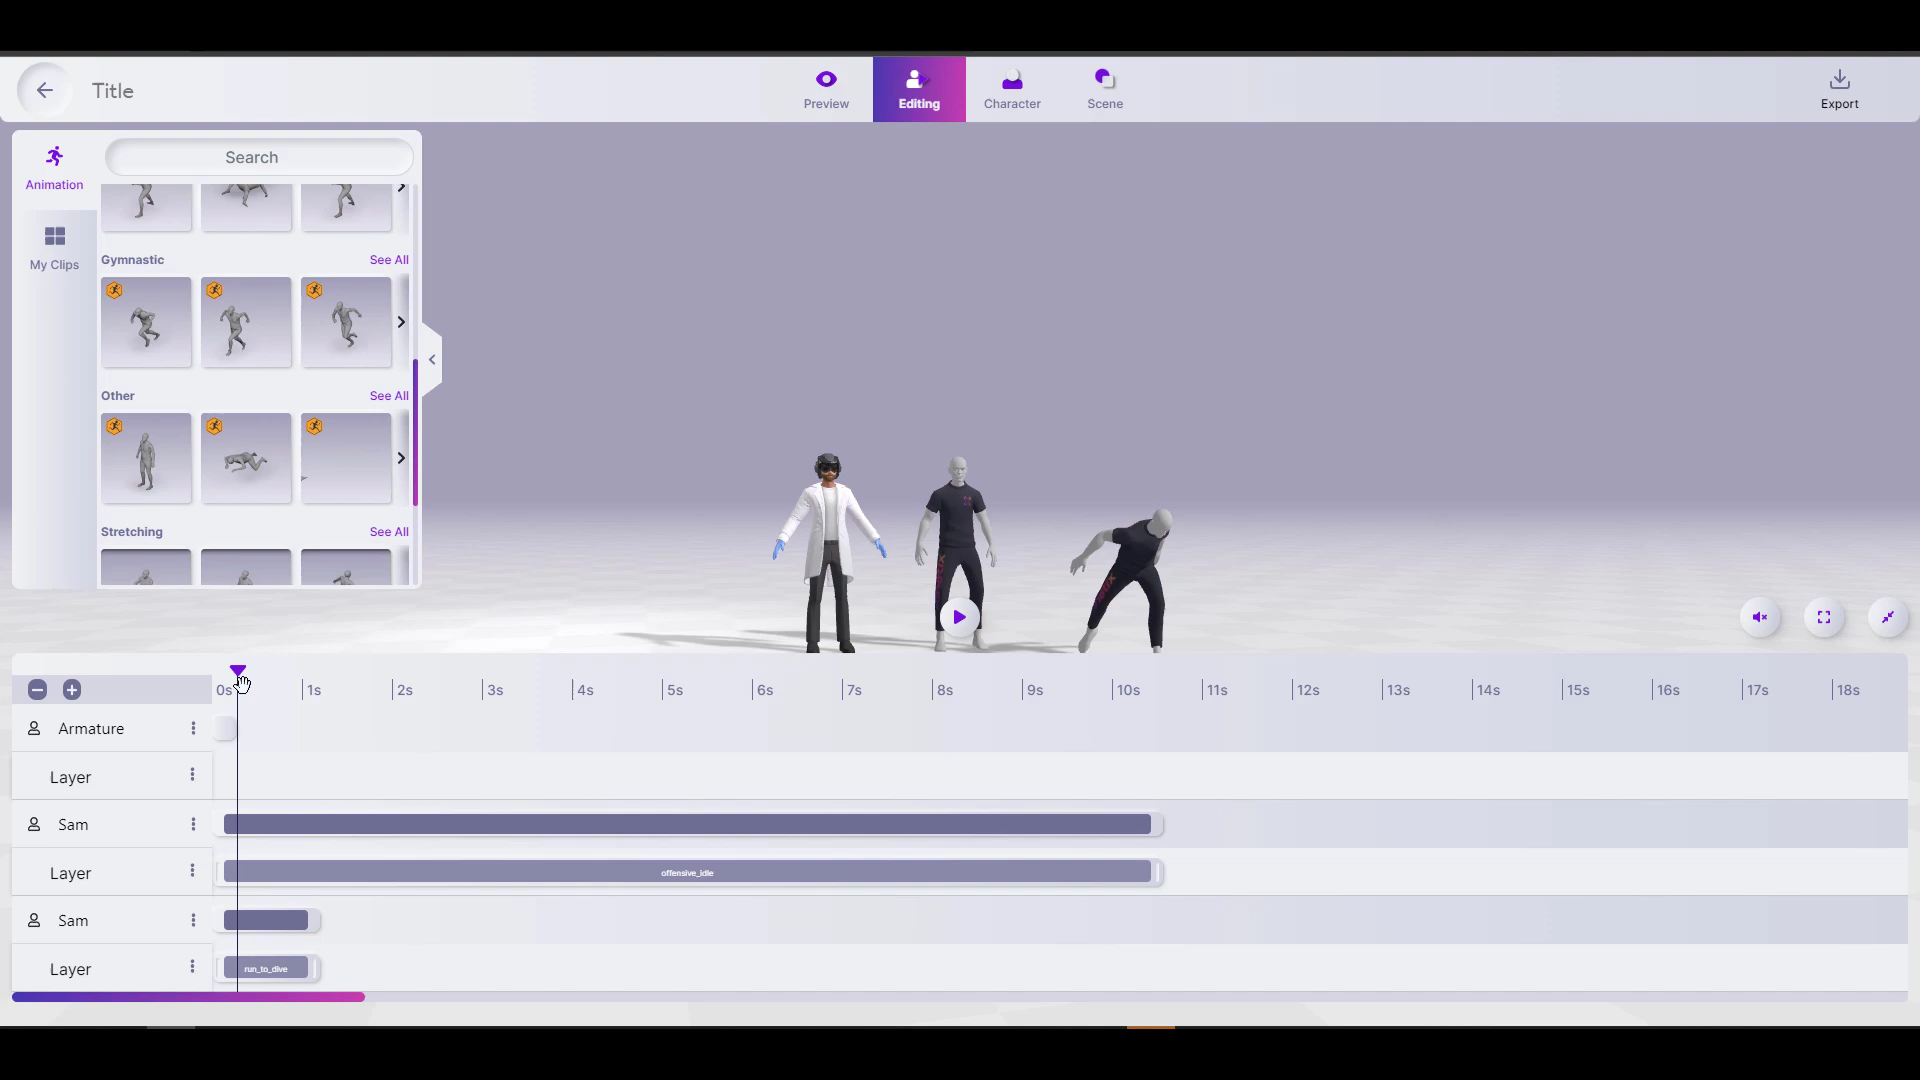 Title
Preview
Editing
Character
Scene
Export
Animation
My Clips
Search
Gymnastic See All
Other See All
Stretching See All
0s 1s 2s 3s 4s 5s 6s 7s 8s 9s 10s 11s 12s 13s 14s 15s 16s 17s 18s
Armature
Layer
Sam
Layer
offensive_idle
Sam
Layer
run_to_dive